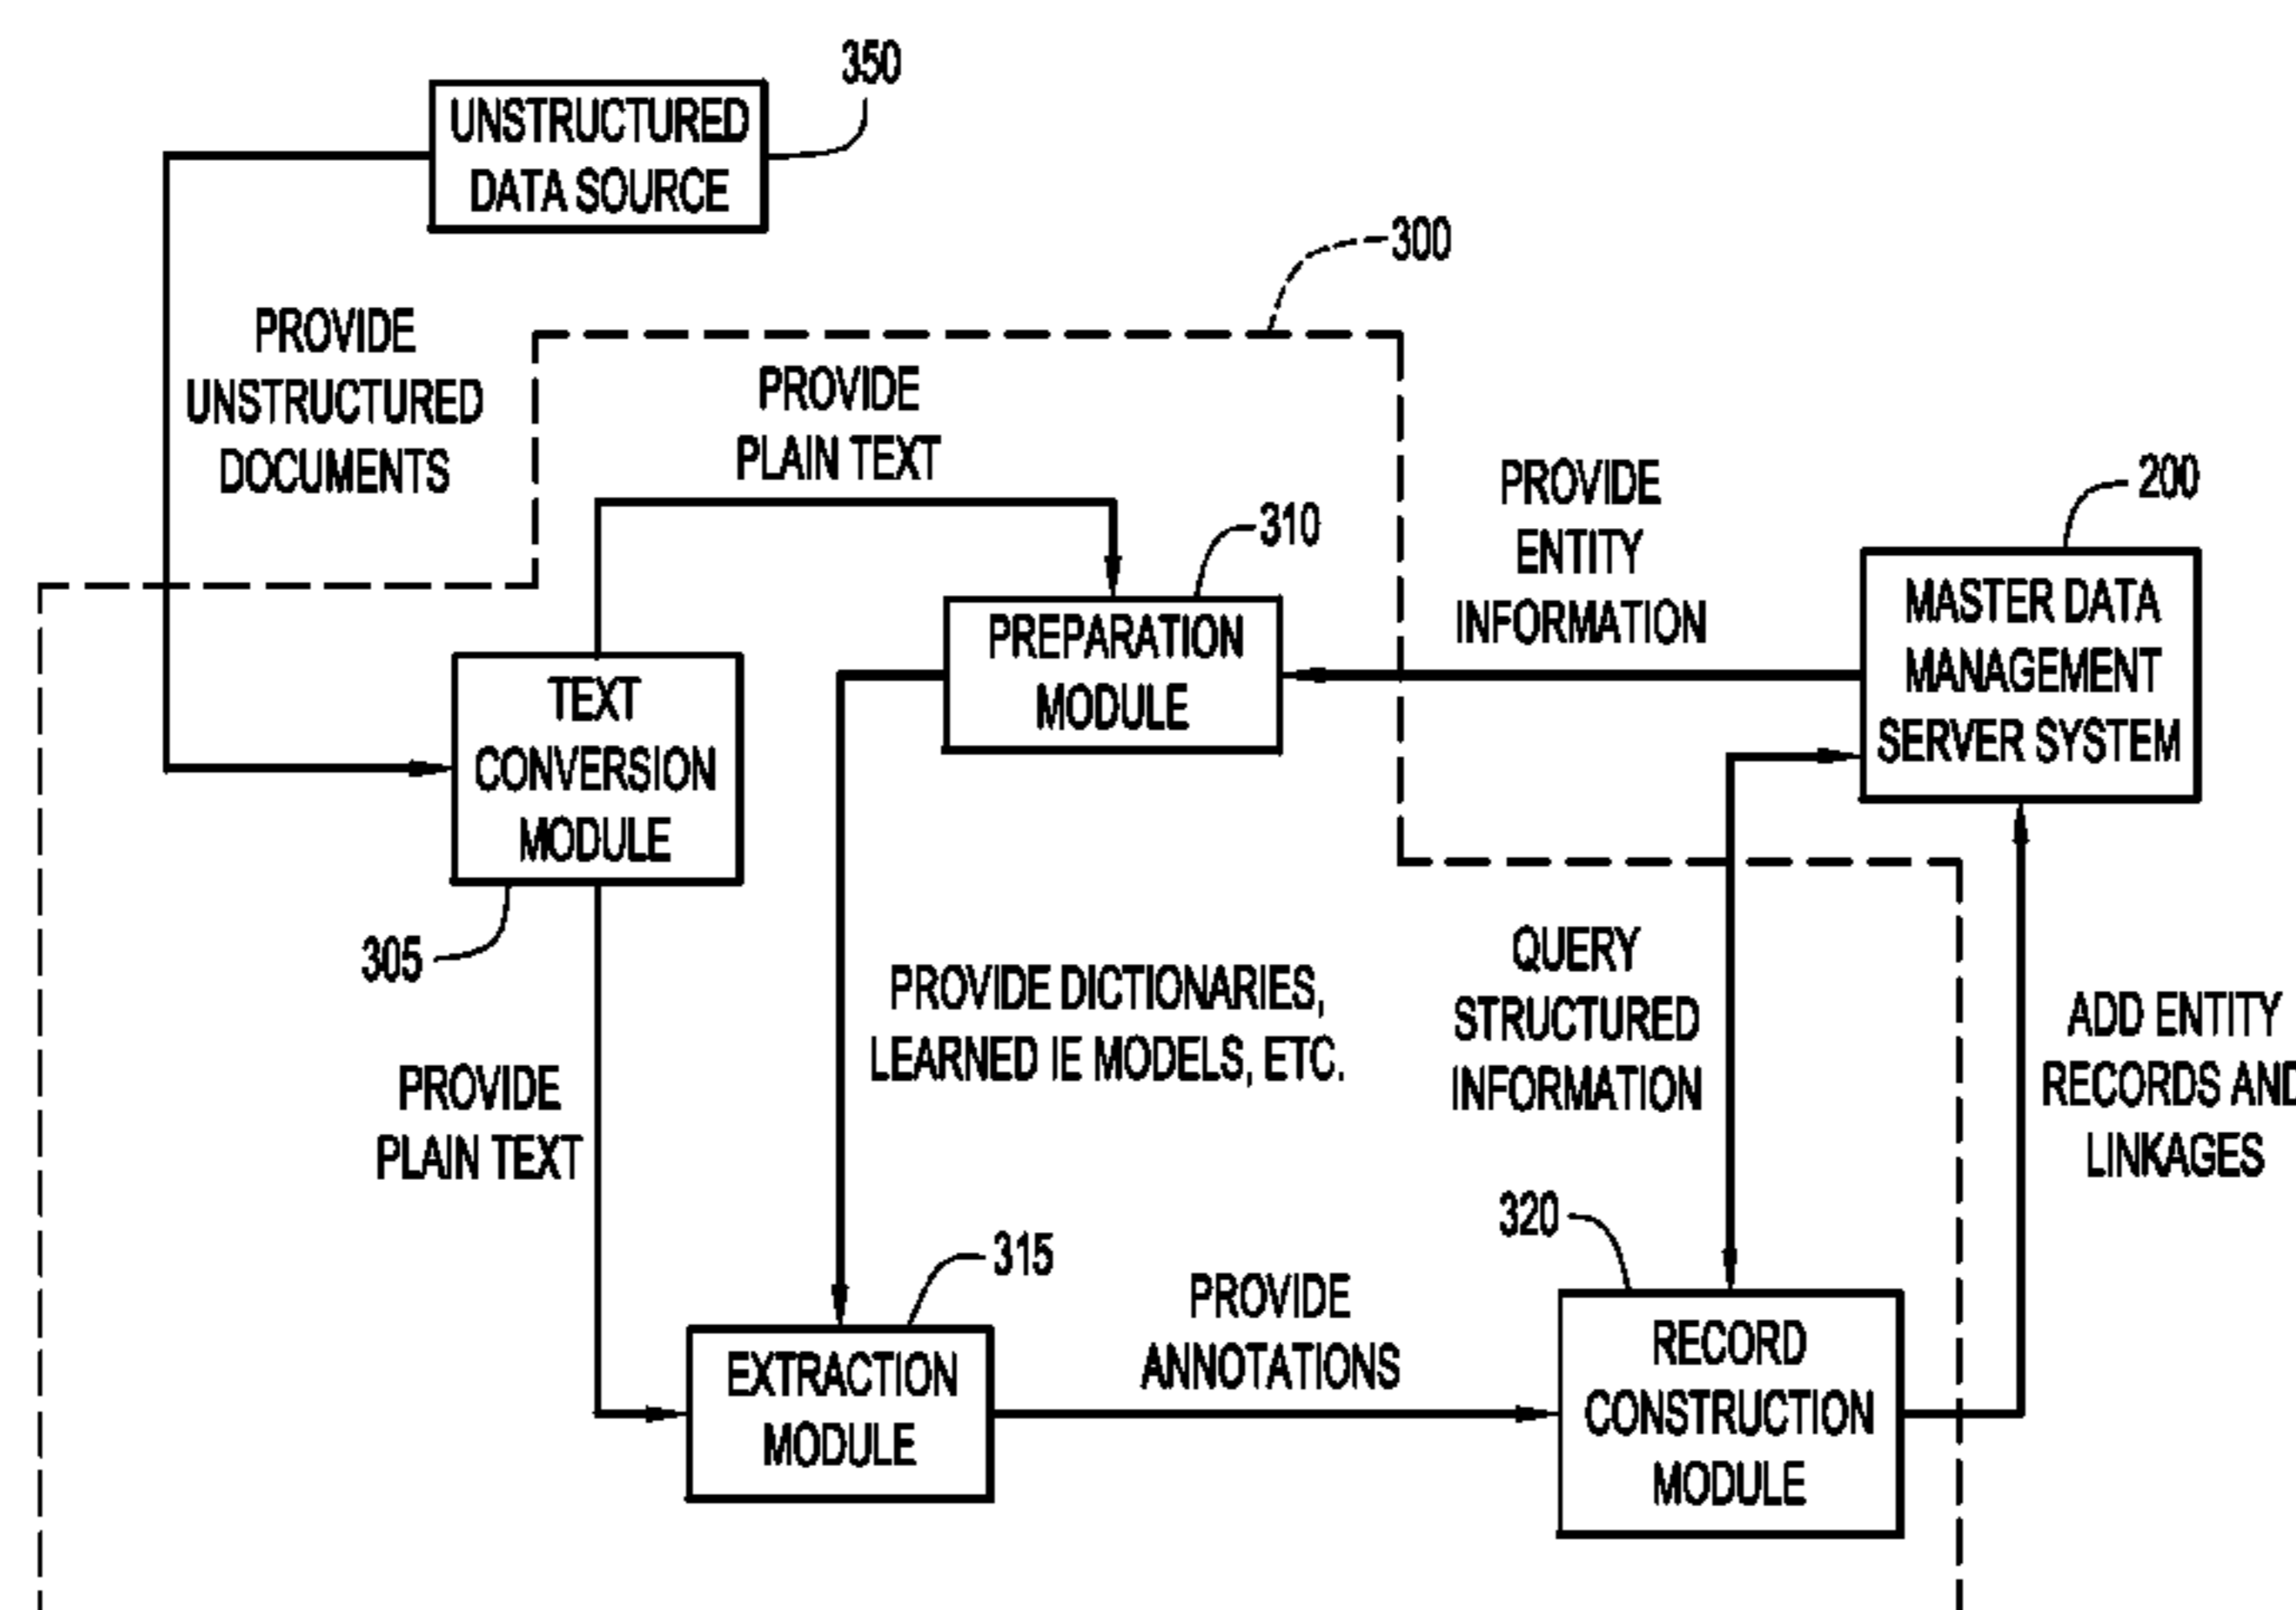 350
UNSTRUCTURED
DATA SOURCE
300
PROVIDE
UNSTRUCTURED
DOCUMENTS
PROVIDE
PLAIN TEXT
310
PREPARATION
MODULE
PROVIDE
ENTITY
INFORMATION
200
MASTER DATA
MANAGEMENT
SERVER SYSTEM
TEXT
CONVERSION
MODULE
305
PROVIDE DICTIONARIES,
LEARNED IE MODELS, ETC.
QUERY
STRUCTURED
INFORMATION
ADD ENTITY
RECORDS AND
LINKAGES
PROVIDE
PLAIN TEXT
315
EXTRACTION
MODULE
PROVIDE
ANNOTATIONS
320
RECORD
CONSTRUCTION
MODULE